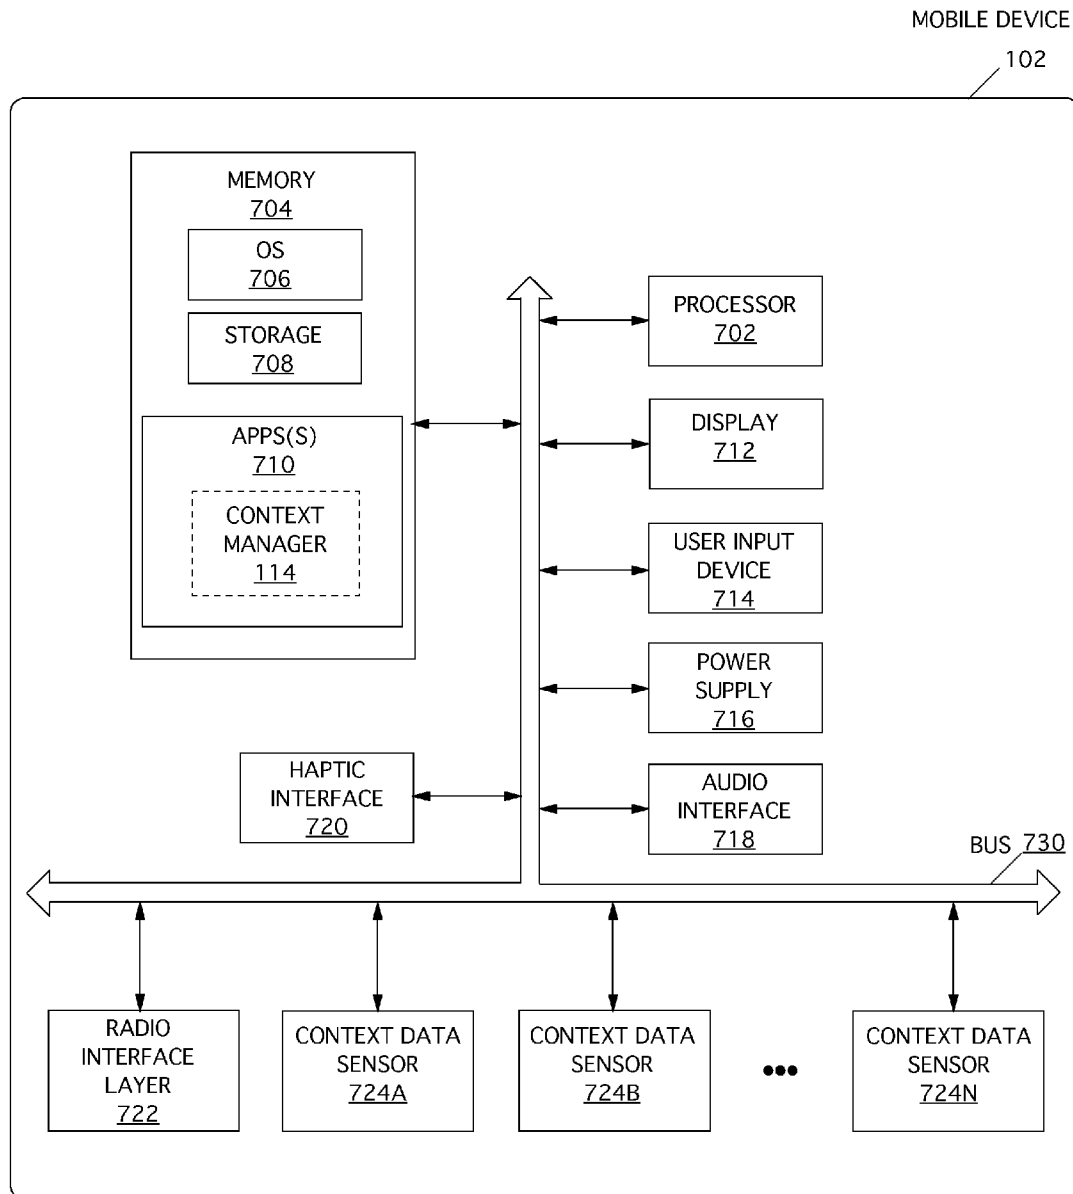 MOBILE DEVICE
102
MEMORY
704
OS
706
STORAGE
708
APPS(S)
710
CONTEXT
MANAGER
114
PROCESSOR
702
DISPLAY
712
USER INPUT
DEVICE
714
POWER
SUPPLY
716
HAPTIC
INTERFACE
720
AUDIO
INTERFACE
718
BUS 730
RADIO
INTERFACE
LAYER
722
CONTEXT DATA
SENSOR
724A
CONTEXT DATA
SENSOR
724B
•••
CONTEXT DATA
SENSOR
724N